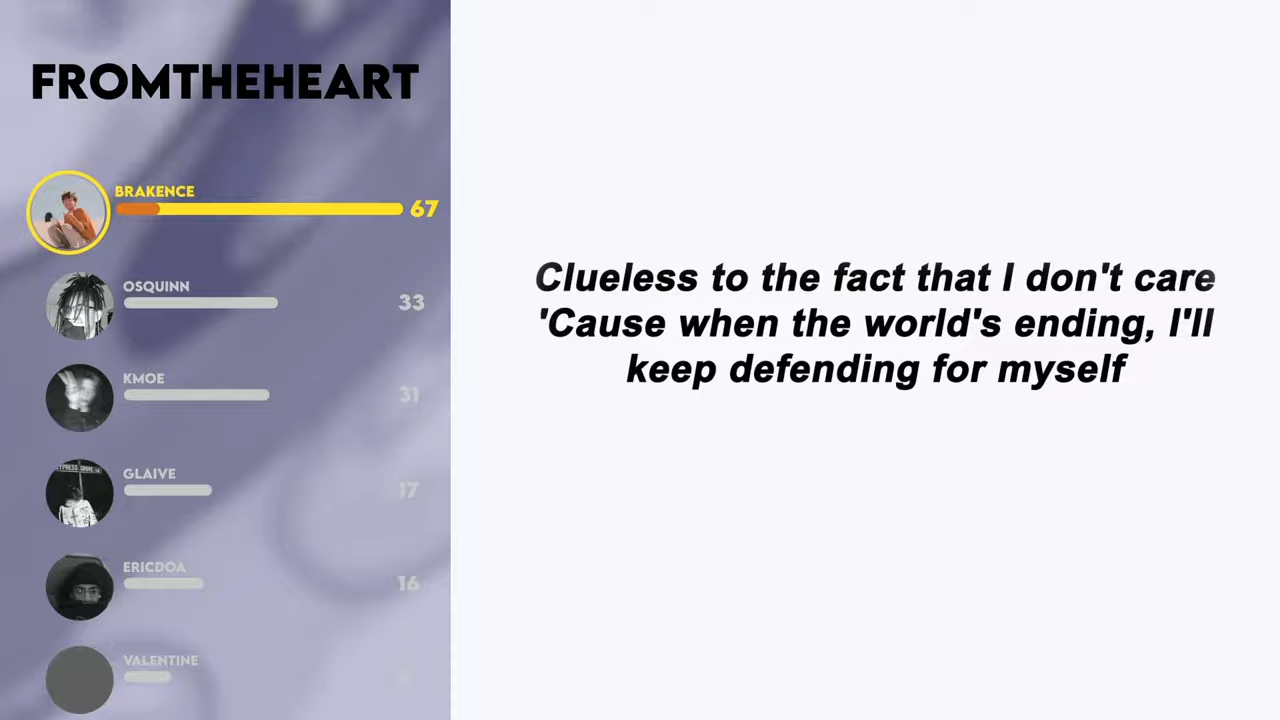 FROMTHEHEART
BRAKENCE
67
OSQUINN
33
KMOE
31
GLAIVE
17
ERICDOA
16
VALENTINE
Clueless to the fact that I don't care
'Cause when the world's ending, I'll
keep defending for myself